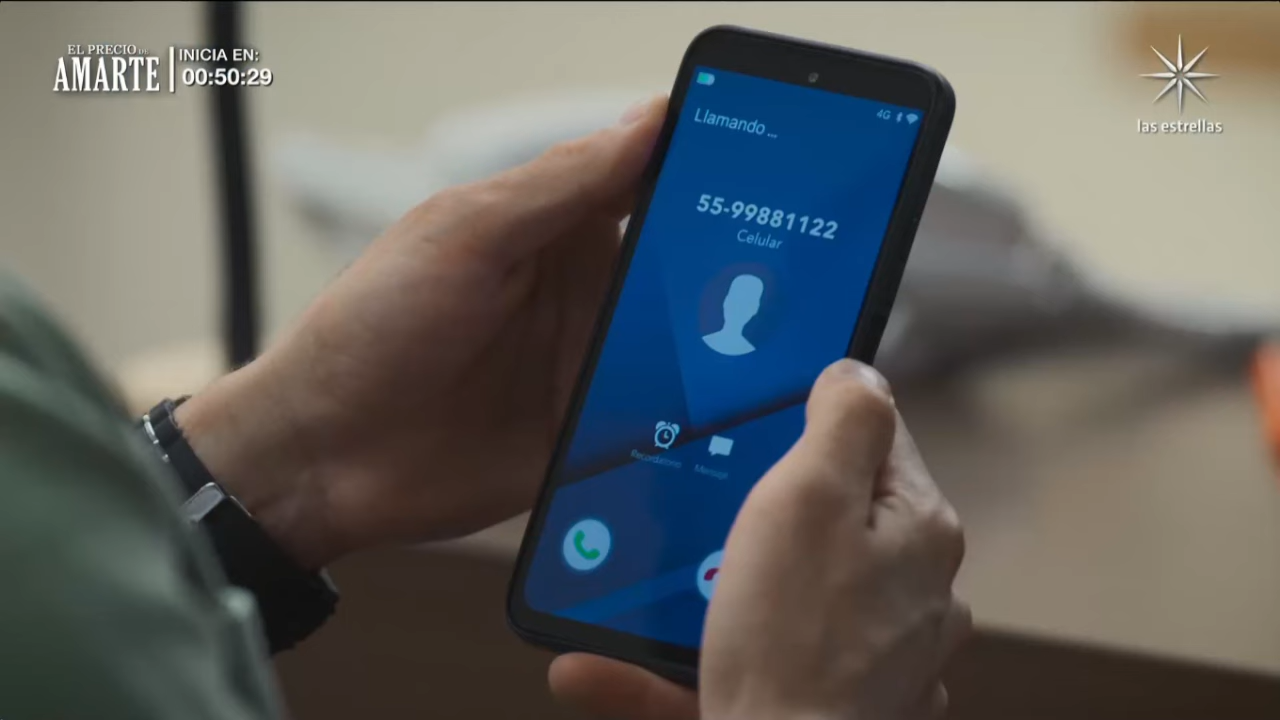 EL PRECIO DE
AMARTE
INICIA EN:
00:50:29
las estrellas
4G
Llamando ...
55-99881122
Celular
Recordatorio
Mensaje